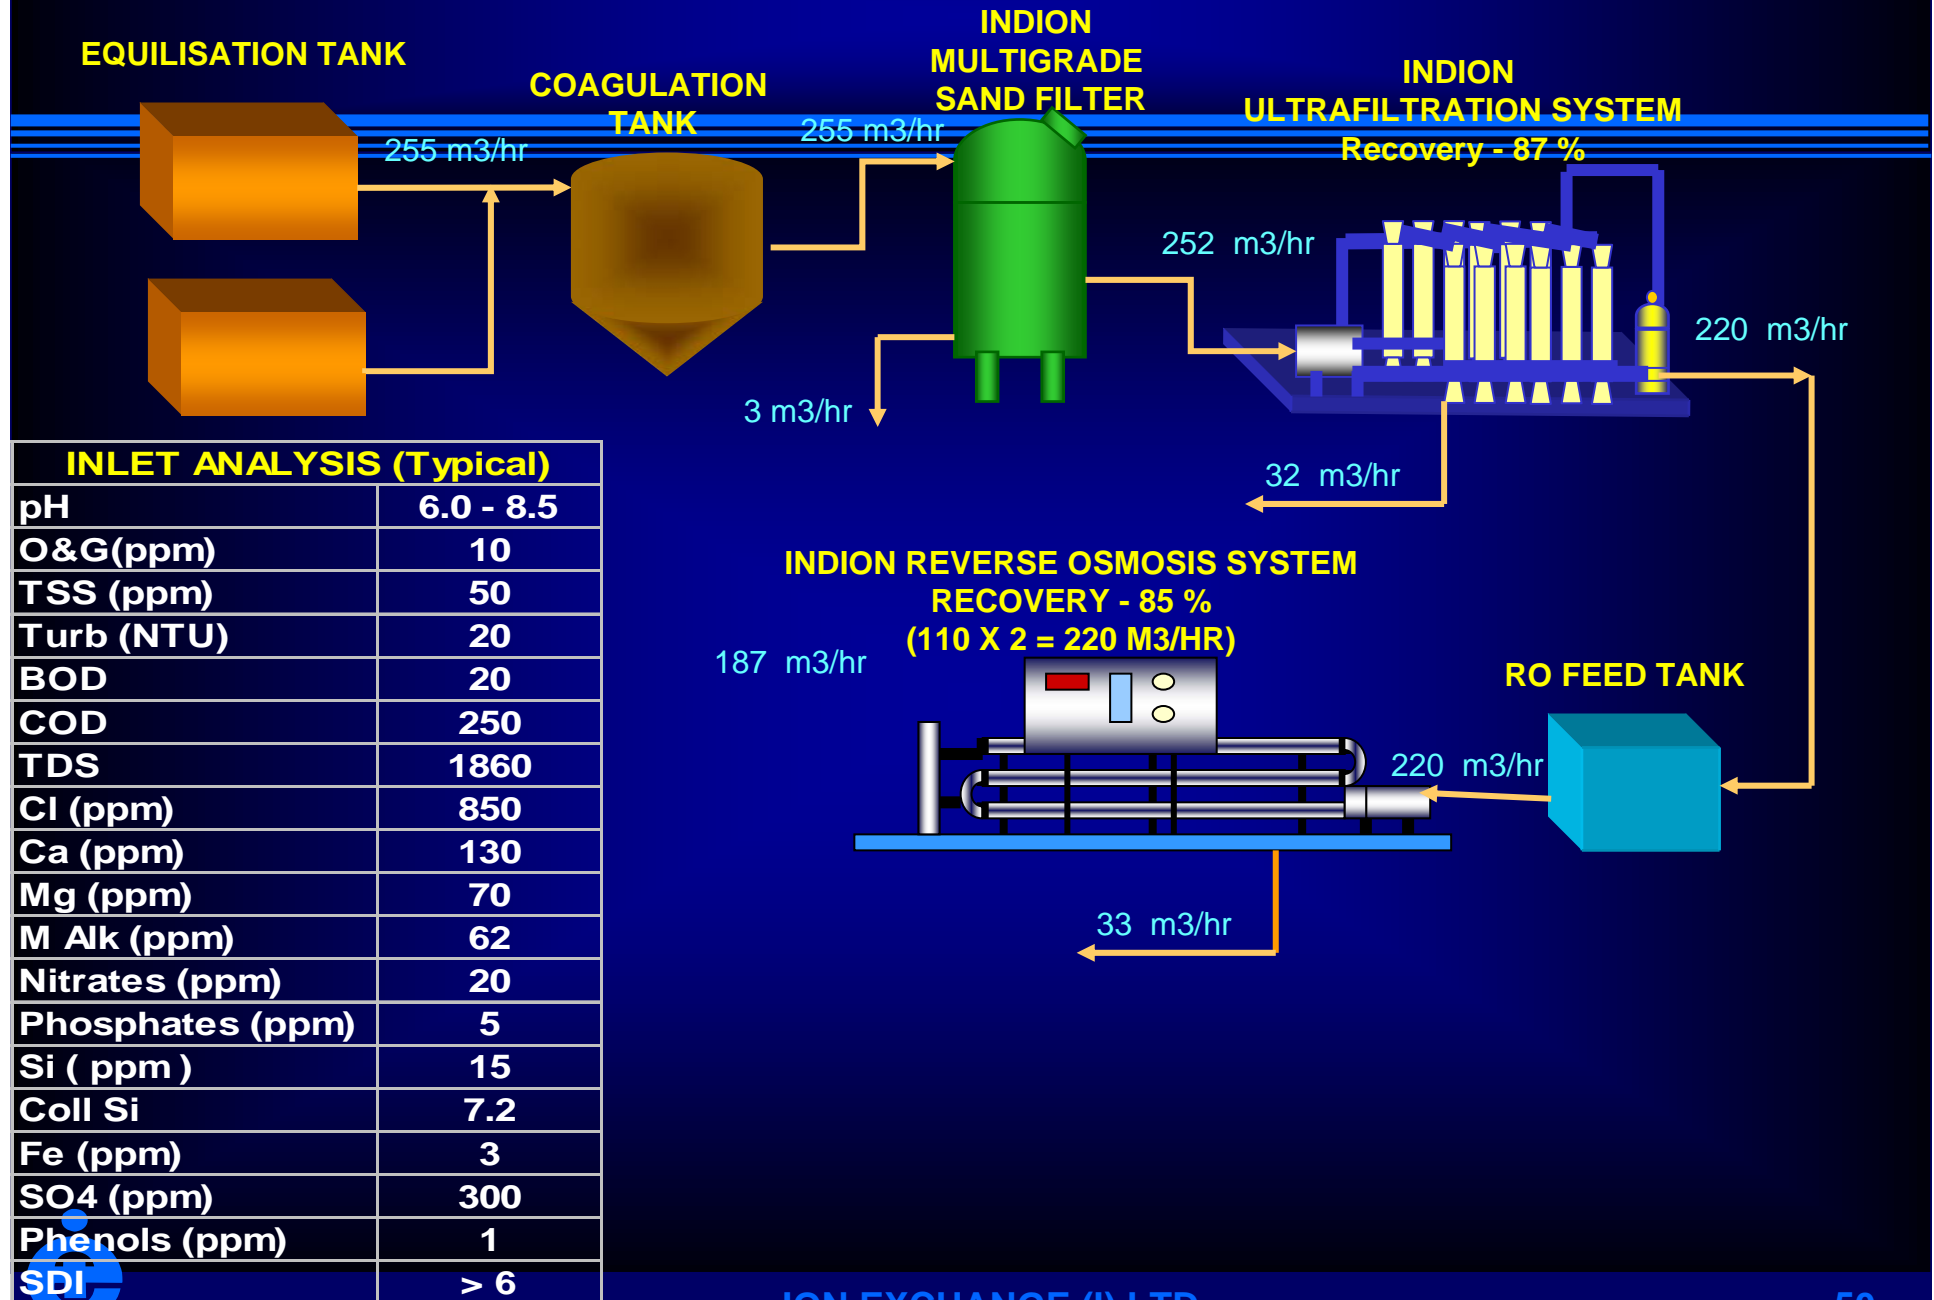 EQUILISATION TANK
COAGULATION
TANK
INDION
MULTIGRADE
SAND FILTER
INDION
ULTRAFILTRATION SYSTEM
Recovery - 87 %
255 m3/hr
255 m3/hr
252 m3/hr
220 m3/hr
3 m3/hr
32 m3/hr
INDION REVERSE OSMOSIS SYSTEM
RECOVERY - 85 %
(110 X 2 = 220 M3/HR)
187 m3/hr
RO FEED TANK
220 m3/hr
33 m3/hr
INLET ANALYSIS (Typical)
pH 6.0 - 8.5
O&G(ppm) 10
TSS (ppm) 50
Turb (NTU) 20
BOD 20
COD 250
TDS 1860
Cl (ppm) 850
Ca (ppm) 130
Mg (ppm) 70
M Alk (ppm) 62
Nitrates (ppm) 20
Phosphates (ppm) 5
Si ( ppm ) 15
Coll Si 7.2
Fe (ppm) 3
SO4 (ppm) 300
Phenols (ppm) 1
SDI > 6
ION EXCHANGE (I) LTD